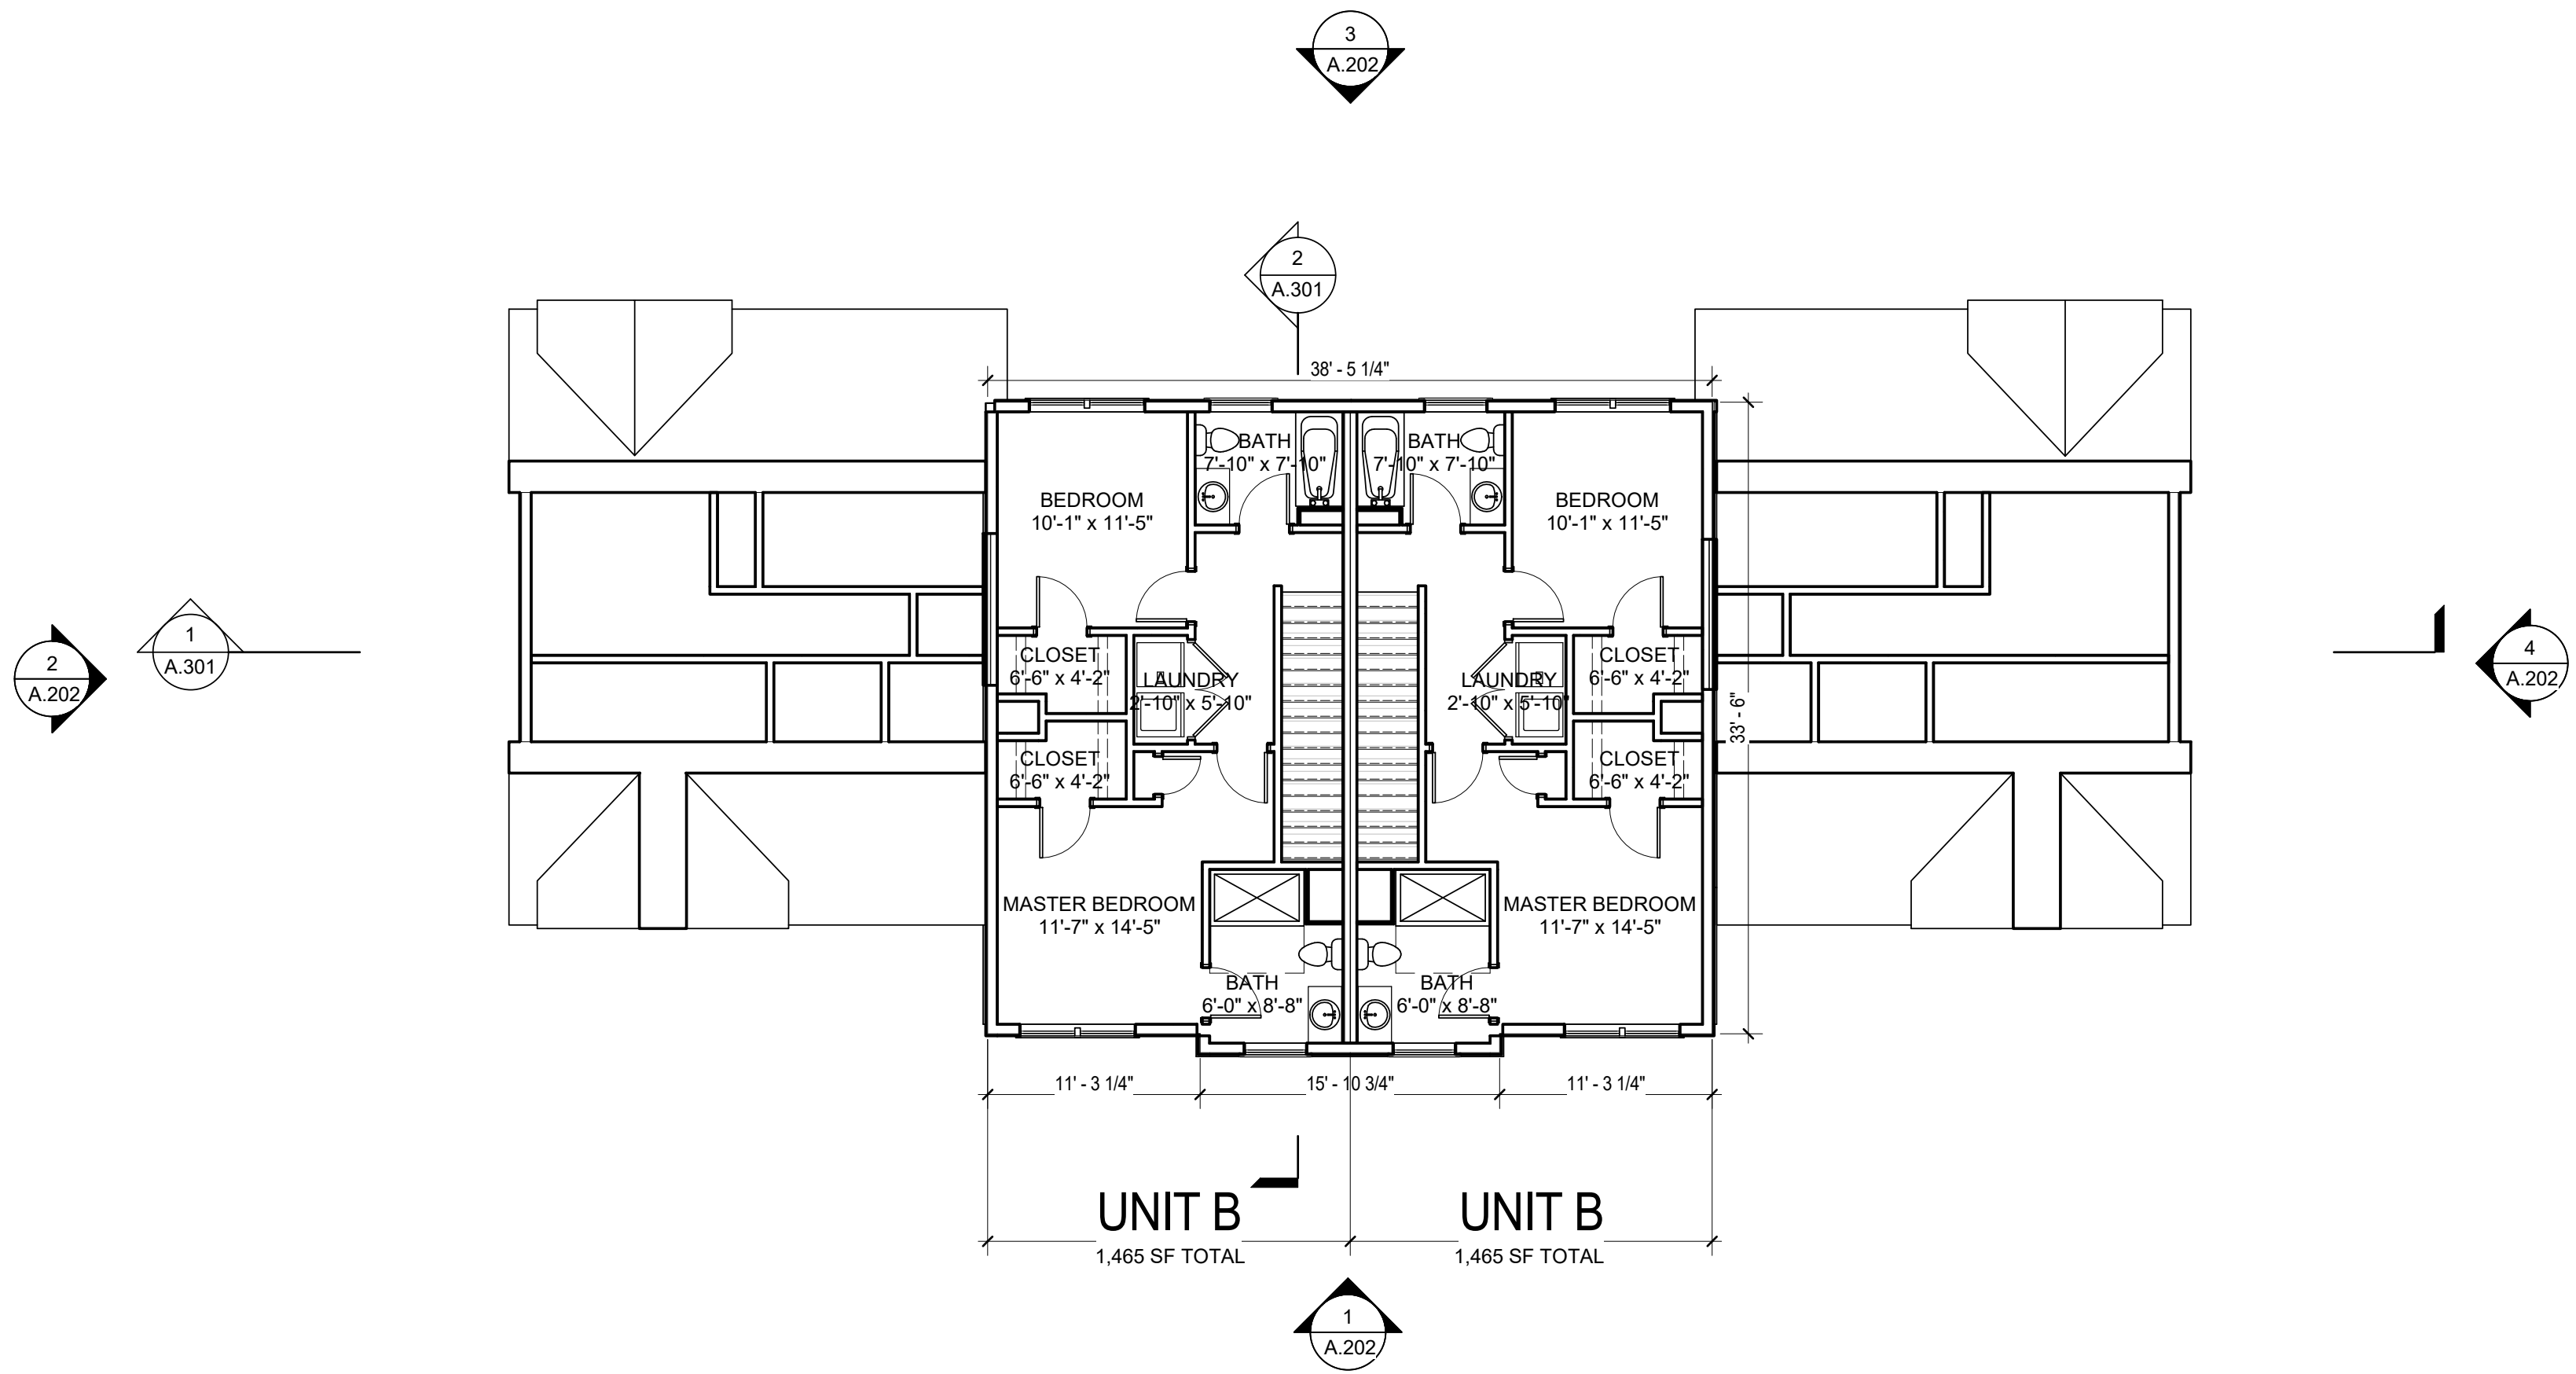 3
A.202
2
A.301
38' - 5 1/4"
BATH
7'-10" x 7'-10"
BATH
7'-10" x 7'-10"
BEDROOM
10'-1" x 11'-5"
BEDROOM
10'-1" x 11'-5"
1
A.301
2
A.202
4
A.202
CLOSET
6'-6" x 4'-2"
LAUNDRY
2'-10" x 5'-10"
LAUNDRY
2'-10" x 5'-10"
CLOSET
6'-6" x 4'-2"
33' - 6"
CLOSET
6'-6" x 4'-2"
CLOSET
6'-6" x 4'-2"
MASTER BEDROOM
11'-7" x 14'-5"
MASTER BEDROOM
11'-7" x 14'-5"
BATH
6'-0" x 8'-8"
BATH
6'-0" x 8'-8"
11' - 3 1/4"
15' - 10 3/4"
11' - 3 1/4"
UNIT B
1,465 SF TOTAL
UNIT B
1,465 SF TOTAL
1
A.202